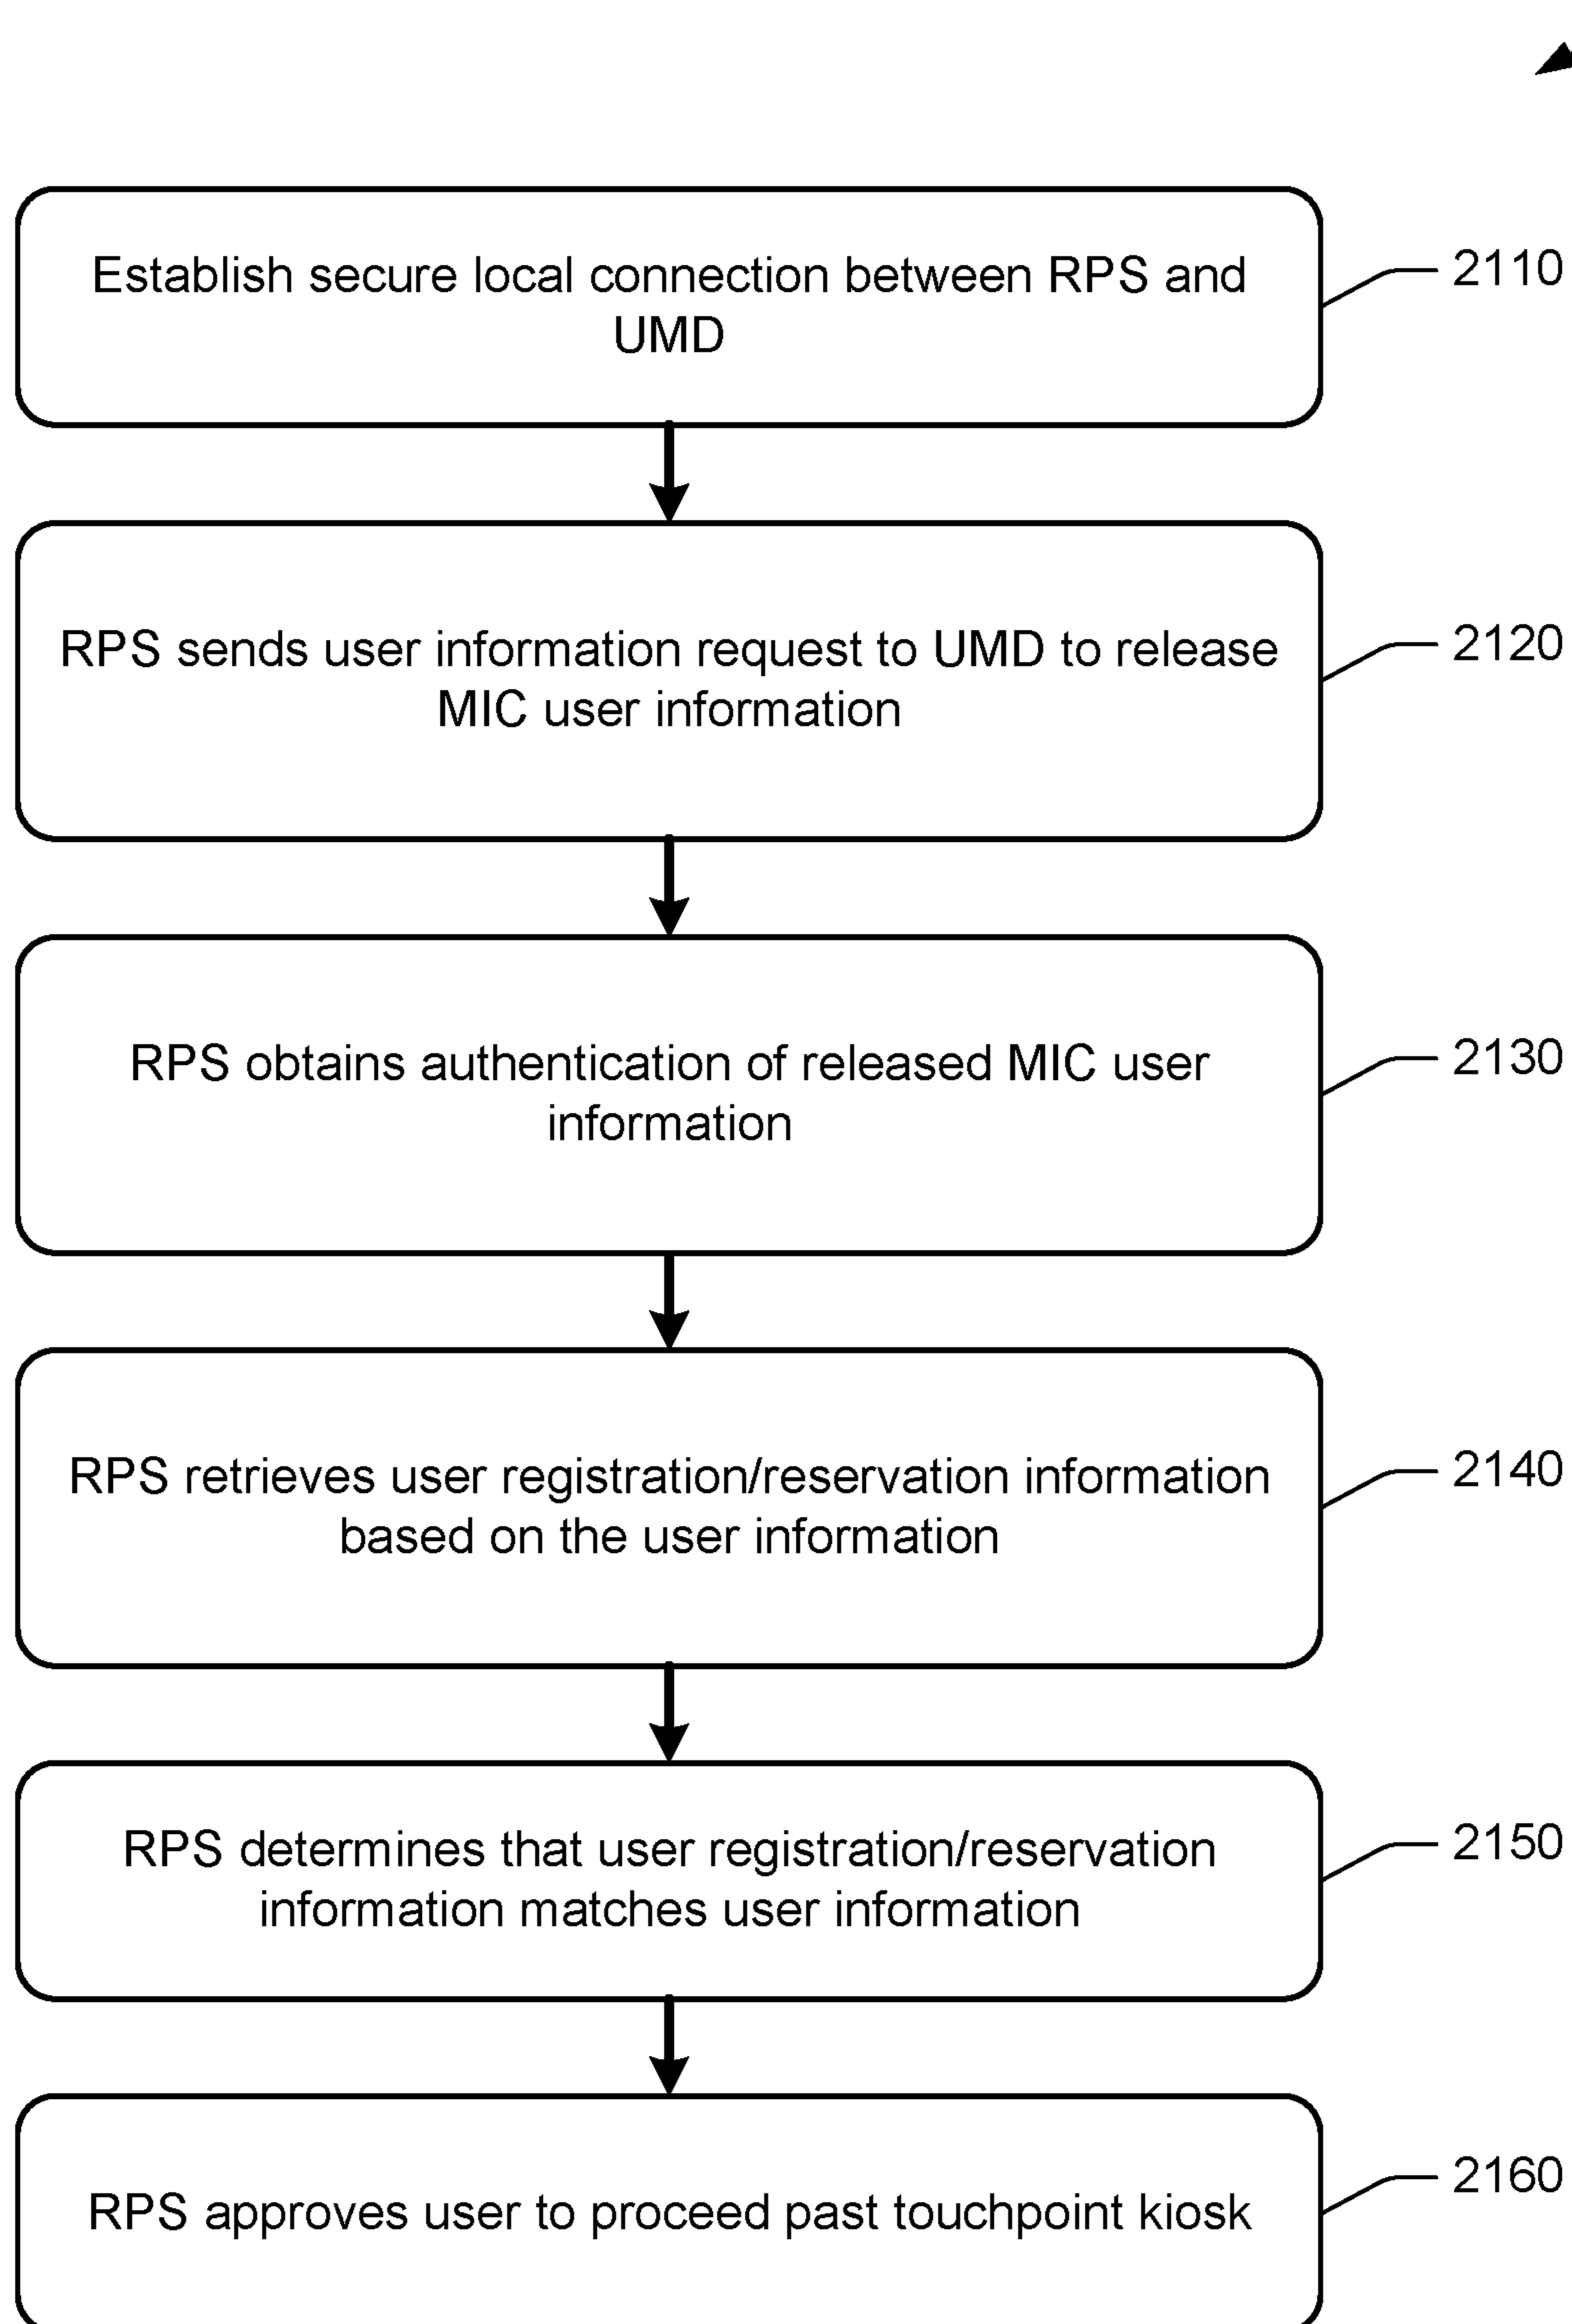 Establish secure local connection between RPS and
UMD
2110
RPS sends user information request to UMD to release
MIC user information
2120
RPS obtains authentication of released MIC user
information
2130
RPS retrieves user registration/reservation information
based on the user information
2140
RPS determines that user registration/reservation
information matches user information
2150
RPS approves user to proceed past touchpoint kiosk
2160